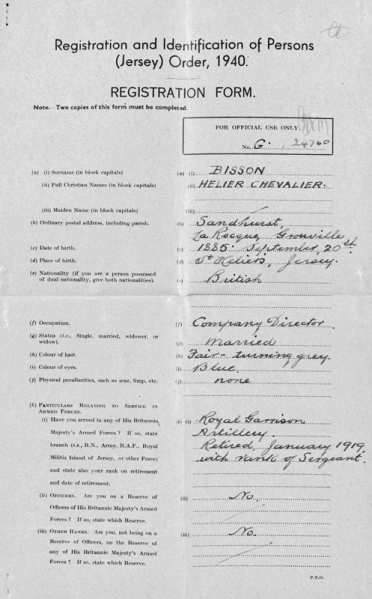 Registration and Identification of Persons
(Jersey) Order, 1940.
REGISTRATION FORM.
Note. Two copies of this form must be completed.
FOR OFFICIAL USE ONLY
No. G. 24760
(a) (i) Surname (in block capitals) (a) (i) BISSON
(ii) Full Christian Names (in block capitals) (ii) HELIER CHEVALIER.
(iii) Maiden Name (in block capitals) (iii)
(b) Ordinary postal address, including parish. (b) Sandhurst,
La Rocque, Grouville
(c) Date of birth. (c) 1885. September, 20th
(d) Place of birth. (d) St Heliers, Jersey.
(e) Nationality (if you are a person possessed (e) British
of dual nationality, give both nationalities).
(f) Occupation. (f) Company Director
(g) Status (i.e., Single, married, widower, or (g) Married
widow).
(h) Colour of hair. (h) Fair - turning grey.
(i) Colour of eyes. (i) Blue.
(j) Physical peculiarities, such as scar, limp, etc. (j) none
(k) PARTICULARS RELATING TO SERVICE IN
ARMED FORCES.
(i) Have you served in any of His Britannic (k) (i) Royal Garrison
Majesty's Armed Forces? If so, state Artillery.
branch (i.e., R.N., Army, R.A.F., Royal Retired, January 1919,
Militia Island of Jersey, or other Force) with rank of Sergeant.
and state also your rank on retirement
and date of retirement.
(ii) OFFICERS. Are you on a Reserve of (ii) No.
Officers of His Britannic Majesty's Armed
Forces? If so, state which Reserve.
(iii) OTHER RANKS. Are you, not being on a (iii) No.
Reserve of Officers, on the Reserve of
any of His Britannic Majesty's Armed
Forces? If so, state which Reserve.
P.T.O.